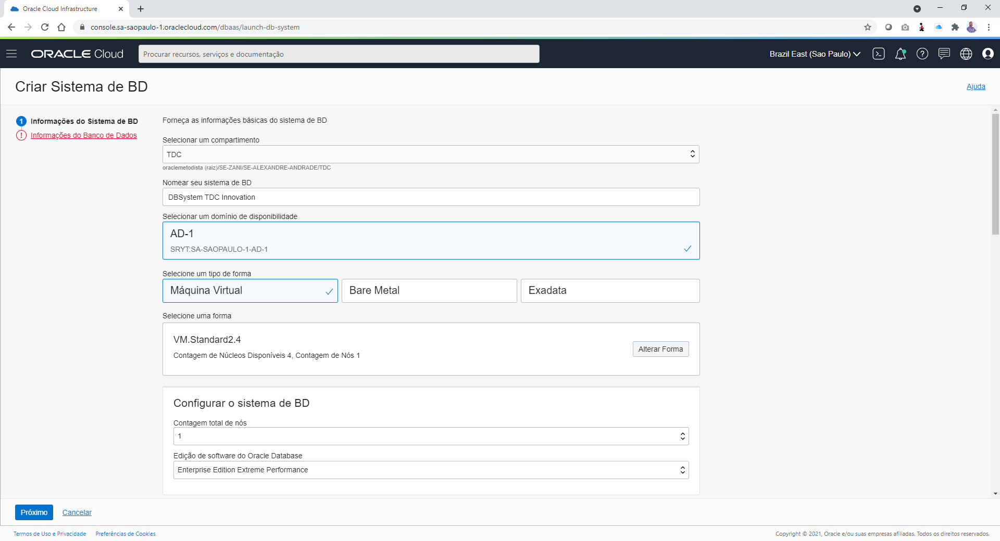 Oracle Cloud Infrastructure
console.sa-saopaulo-1.oraclecloud.com/dbaas/launch-db-system
ORACLE Cloud
Procurar recursos, serviços e documentação
Brazil East (Sao Paulo)
Criar Sistema de BD
Ajuda
1 Informações do Sistema de BD
! Informações do Banco de Dados
Forneça as informações básicas do sistema de BD
Selecionar um compartimento
TDC
oraclemetodista (raiz)/SE-ZANI/SE-ALEXANDRE-ANDRADE/TDC
Nomear seu sistema de BD
DBSystem TDC Innovation
Selecionar um domínio de disponibilidade
AD-1
SRYT:SA-SAOPAULO-1-AD-1
Selecione um tipo de forma
Máquina Virtual
Bare Metal
Exadata
Selecione uma forma
VM.Standard2.4
Contagem de Núcleos Disponíveis 4, Contagem de Nós 1
Alterar Forma
Configurar o sistema de BD
Contagem total de nós
1
Edição de software do Oracle Database
Enterprise Edition Extreme Performance
Próximo
Cancelar
Termos de Uso e Privacidade
Preferências de Cookies
Copyright © 2021, Oracle e/ou suas empresas afiliadas. Todos os direitos reservados.